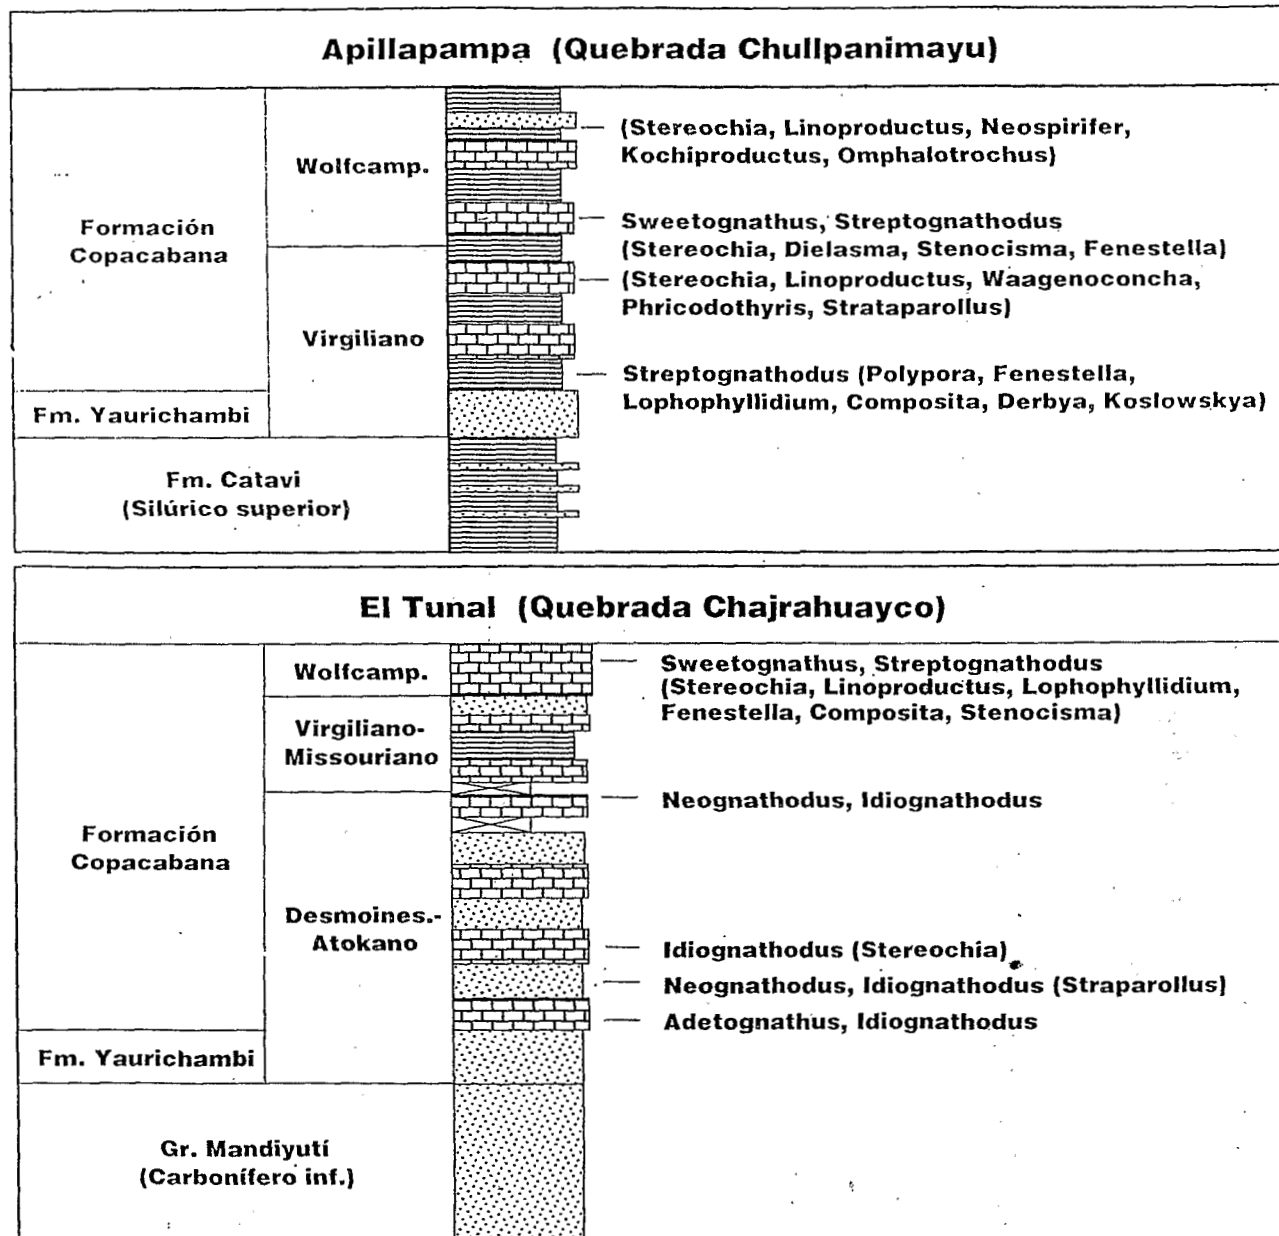 Apillapampa (Quebrada Chullpanimayu)
Formación
Copacabana
Wolfcamp.
(Stereochia, Linoproductus, Neospirifer,
Kochiproductus, Omphalotrochus)
Sweetognathus, Streptognathodus
(Stereochia, Dielasma, Stenocisma, Fenestella)
(Stereochia, Linoproductus, Waagenoconcha,
Phricodothyris, Strataparollus)
Virgiliano
Streptognathodus (Polypora, Fenestella,
Lophophyllidium, Composita, Derbya, Koslowskya)
Fm. Yaurichambi
Fm. Catavi
(Silúrico superior)
El Tunal (Quebrada Chajrahuayco)
Formación
Copacabana
Wolfcamp.
Sweetognathus, Streptognathodus
(Stereochia, Linoproductus, Lophophyllidium,
Fenestella, Composita, Stenocisma)
Virgiliano-
Missouriano
Neognathodus, Idiognathodus
Desmoines.-
Atokano
Idiognathodus (Stereochia)
Neognathodus, Idiognathodus (Straparollus)
Adetognathus, Idiognathodus
Fm. Yaurichambi
Gr. Mandiyutí
(Carbonífero inf.)